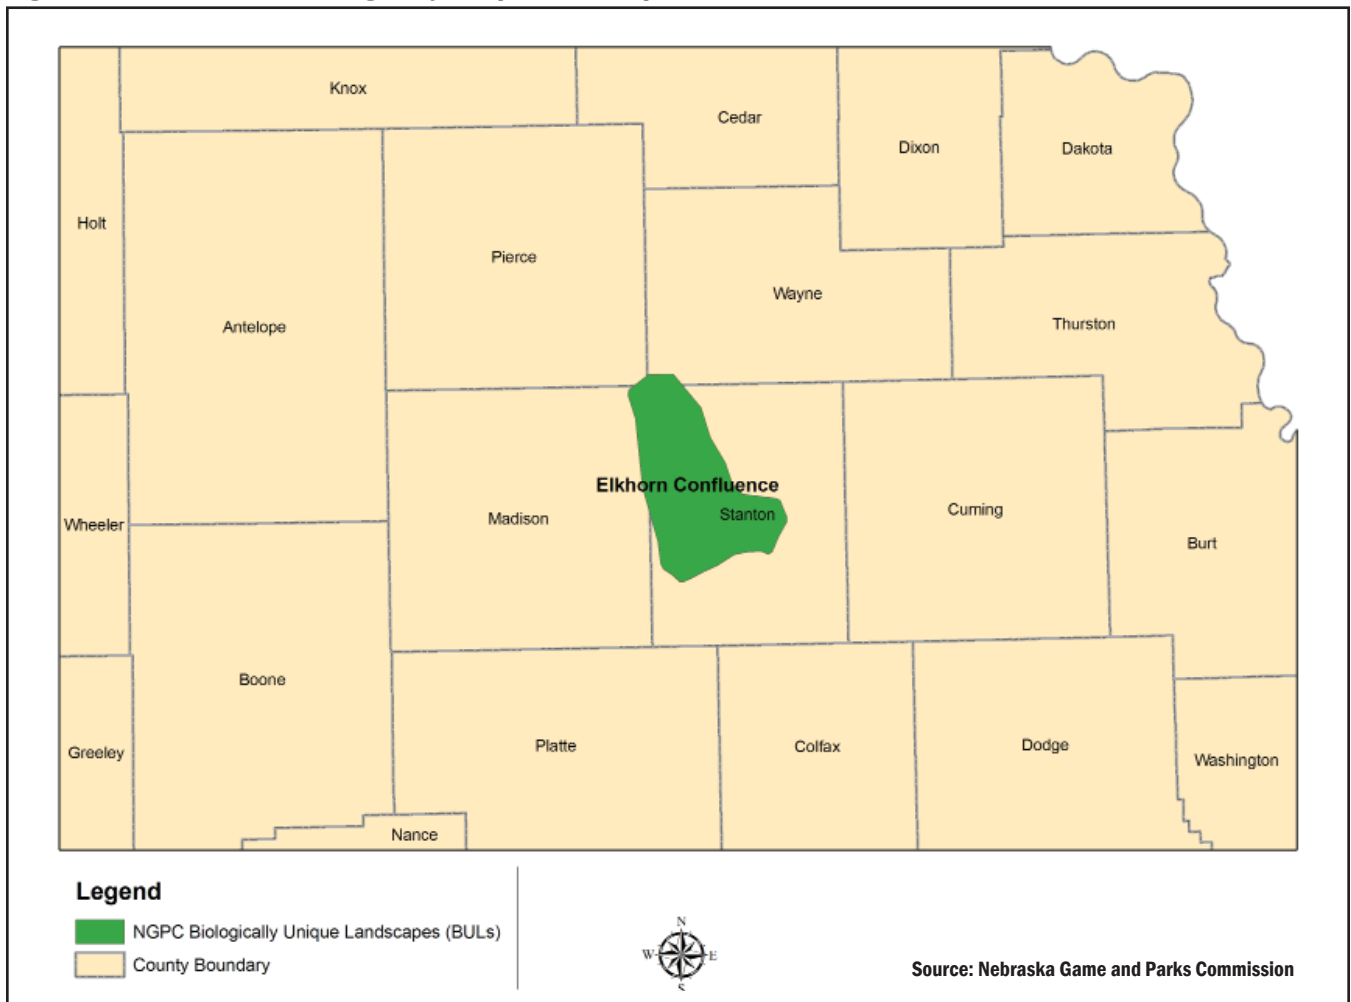 Knox
Cedar
Dixon
Dakota
Holt
Pierce
Wayne
Thurston
Antelope
Elkhorn Confluence
Stanton
Madison
Cuming
Wheeler
Burt
Boone
Greeley
Platte
Colfax
Dodge
Washington
Nance
Legend
NGPC Biologically Unique Landscapes (BULs)
County Boundary
N
W
E
S
Source: Nebraska Game and Parks Commission